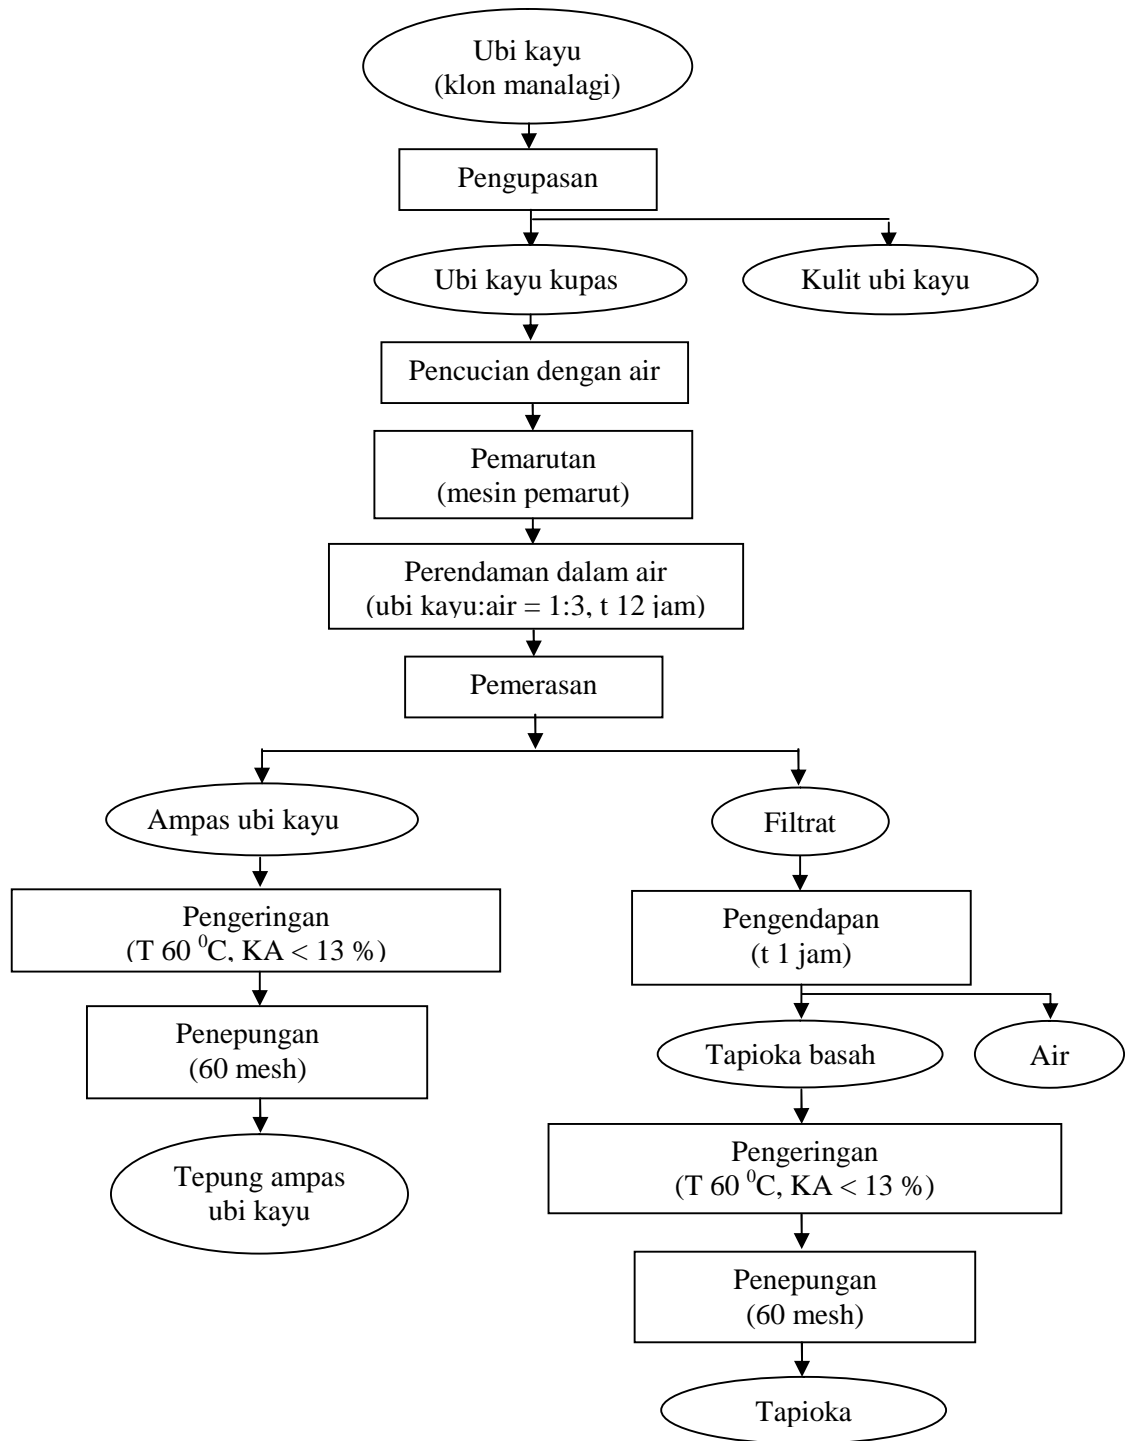 Ubi kayu
(klon manalagi)
Pengupasan
Ubi kayu kupas
Kulit ubi kayu
Pencucian dengan air
Pemarutan
(mesin pemarut)
Perendaman dalam air
(ubi kayu:air = 1:3, t 12 jam)
Pemerasan
Ampas ubi kayu
Filtrat
Pengeringan
(T 60 ⁰C, KA < 13 %)
Pengendapan
(t 1 jam)
Penepungan
(60 mesh)
Tapioka basah
Air
Tepung ampas
ubi kayu
Pengeringan
(T 60 ⁰C, KA < 13 %)
Penepungan
(60 mesh)
Tapioka